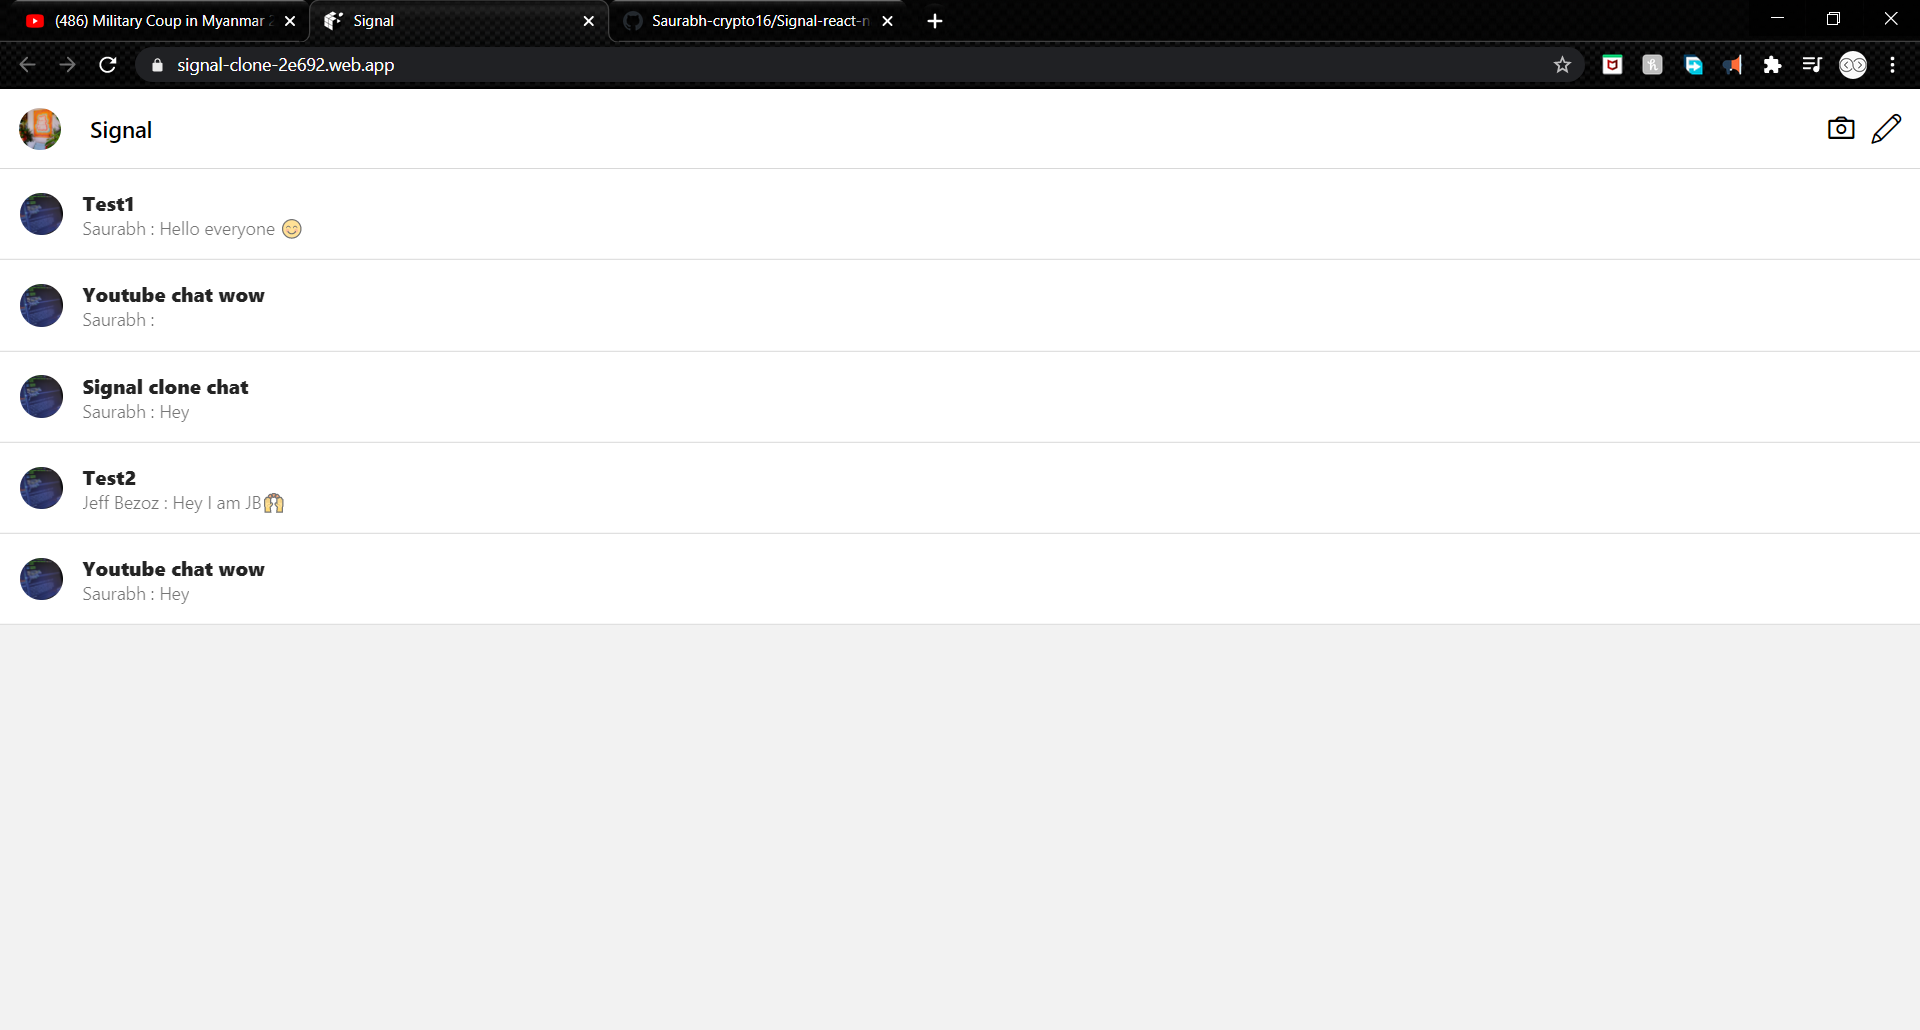 (486) Military Coup in Myanmar
Signal
Saurabh-crypto16/Signal-react-n
signal-clone-2e692.web.app
Signal
Test1
Saurabh : Hello everyone 😊
Youtube chat wow
Saurabh :
Signal clone chat
Saurabh : Hey
Test2
Jeff Bezoz : Hey I am JB🙌
Youtube chat wow
Saurabh : Hey